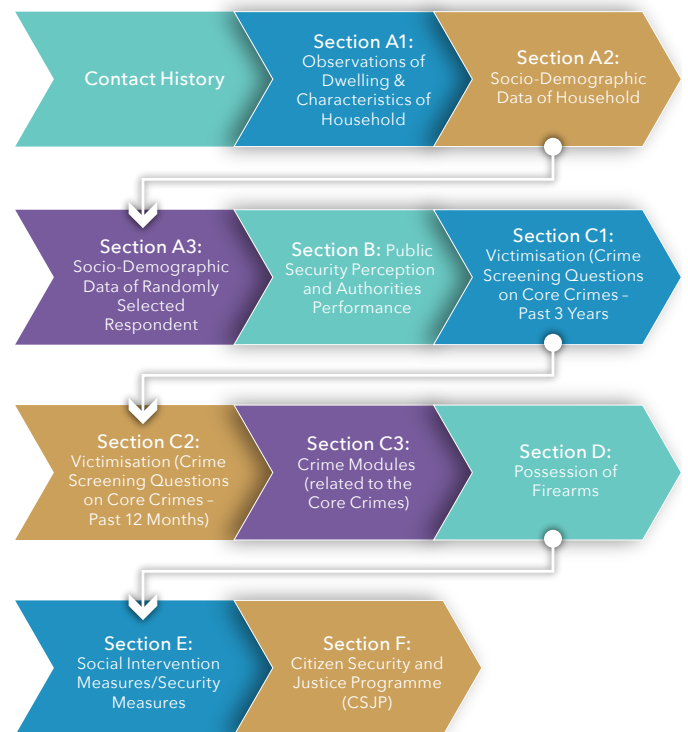 Contact History
Section A1:
Observations of
Dwelling &
Characteristics of
Household
Section A2:
Socio-Demographic
Data of Household
Section A3:
Socio-Demographic
Data of Randomly
Selected
Respondent
Section B: Public
Security Perception
and Authorities
Performance
Section C1:
Victimisation (Crime
Screening Questions
on Core Crimes –
Past 3 Years
Section C2:
Victimisation (Crime
Screening Questions
on Core Crimes –
Past 12 Months)
Section C3:
Crime Modules
(related to the
Core Crimes)
Section D:
Possession of
Firearms
Section E:
Social Intervention
Measures/Security
Measures
Section F:
Citizen Security and
Justice Programme
(CSJP)